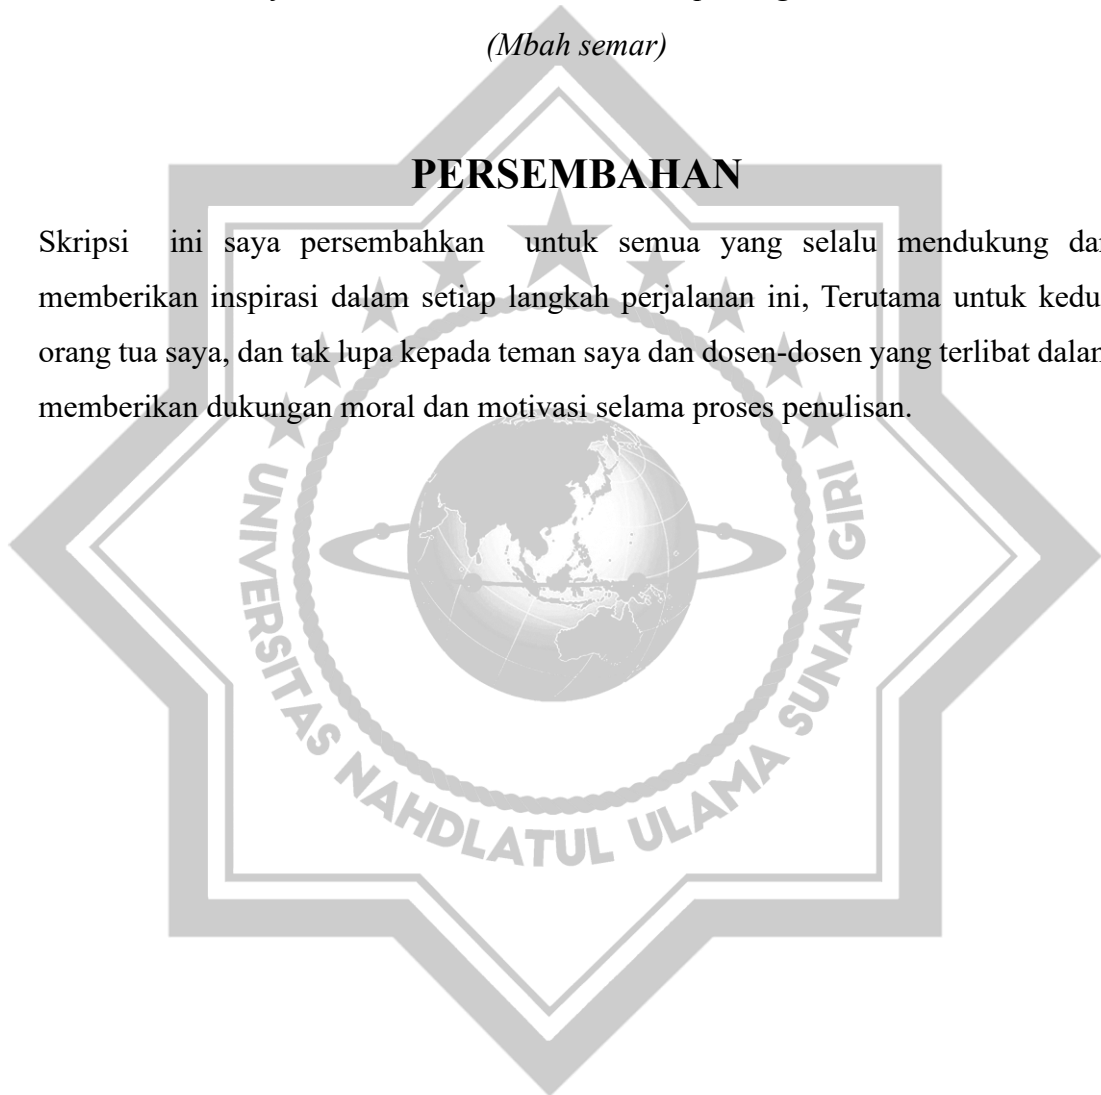 (Mbah semar)
PERSEMBAHAN
Skripsi ini saya persembahkan untuk semua yang selalu mendukung dan
memberikan inspirasi dalam setiap langkah perjalanan ini, Terutama untuk kedu
orang tua saya, dan tak lupa kepada teman saya dan dosen-dosen yang terlibat dalam
memberikan dukungan moral dan motivasi selama proses penulisan.
UNIVERSITAS NAHDLATUL ULAMA SUNAN GIRI